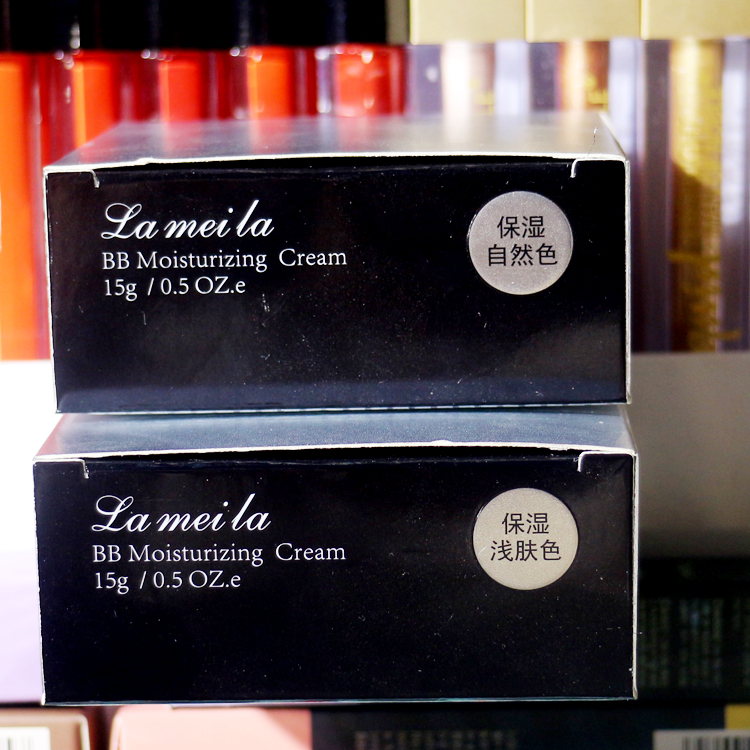 La mei la
BB Moisturizing Cream
15g / 0.5 OZ.e
保湿
自然色
La mei la
BB Moisturizing Cream
15g / 0.5 OZ.e
保湿
浅肤色